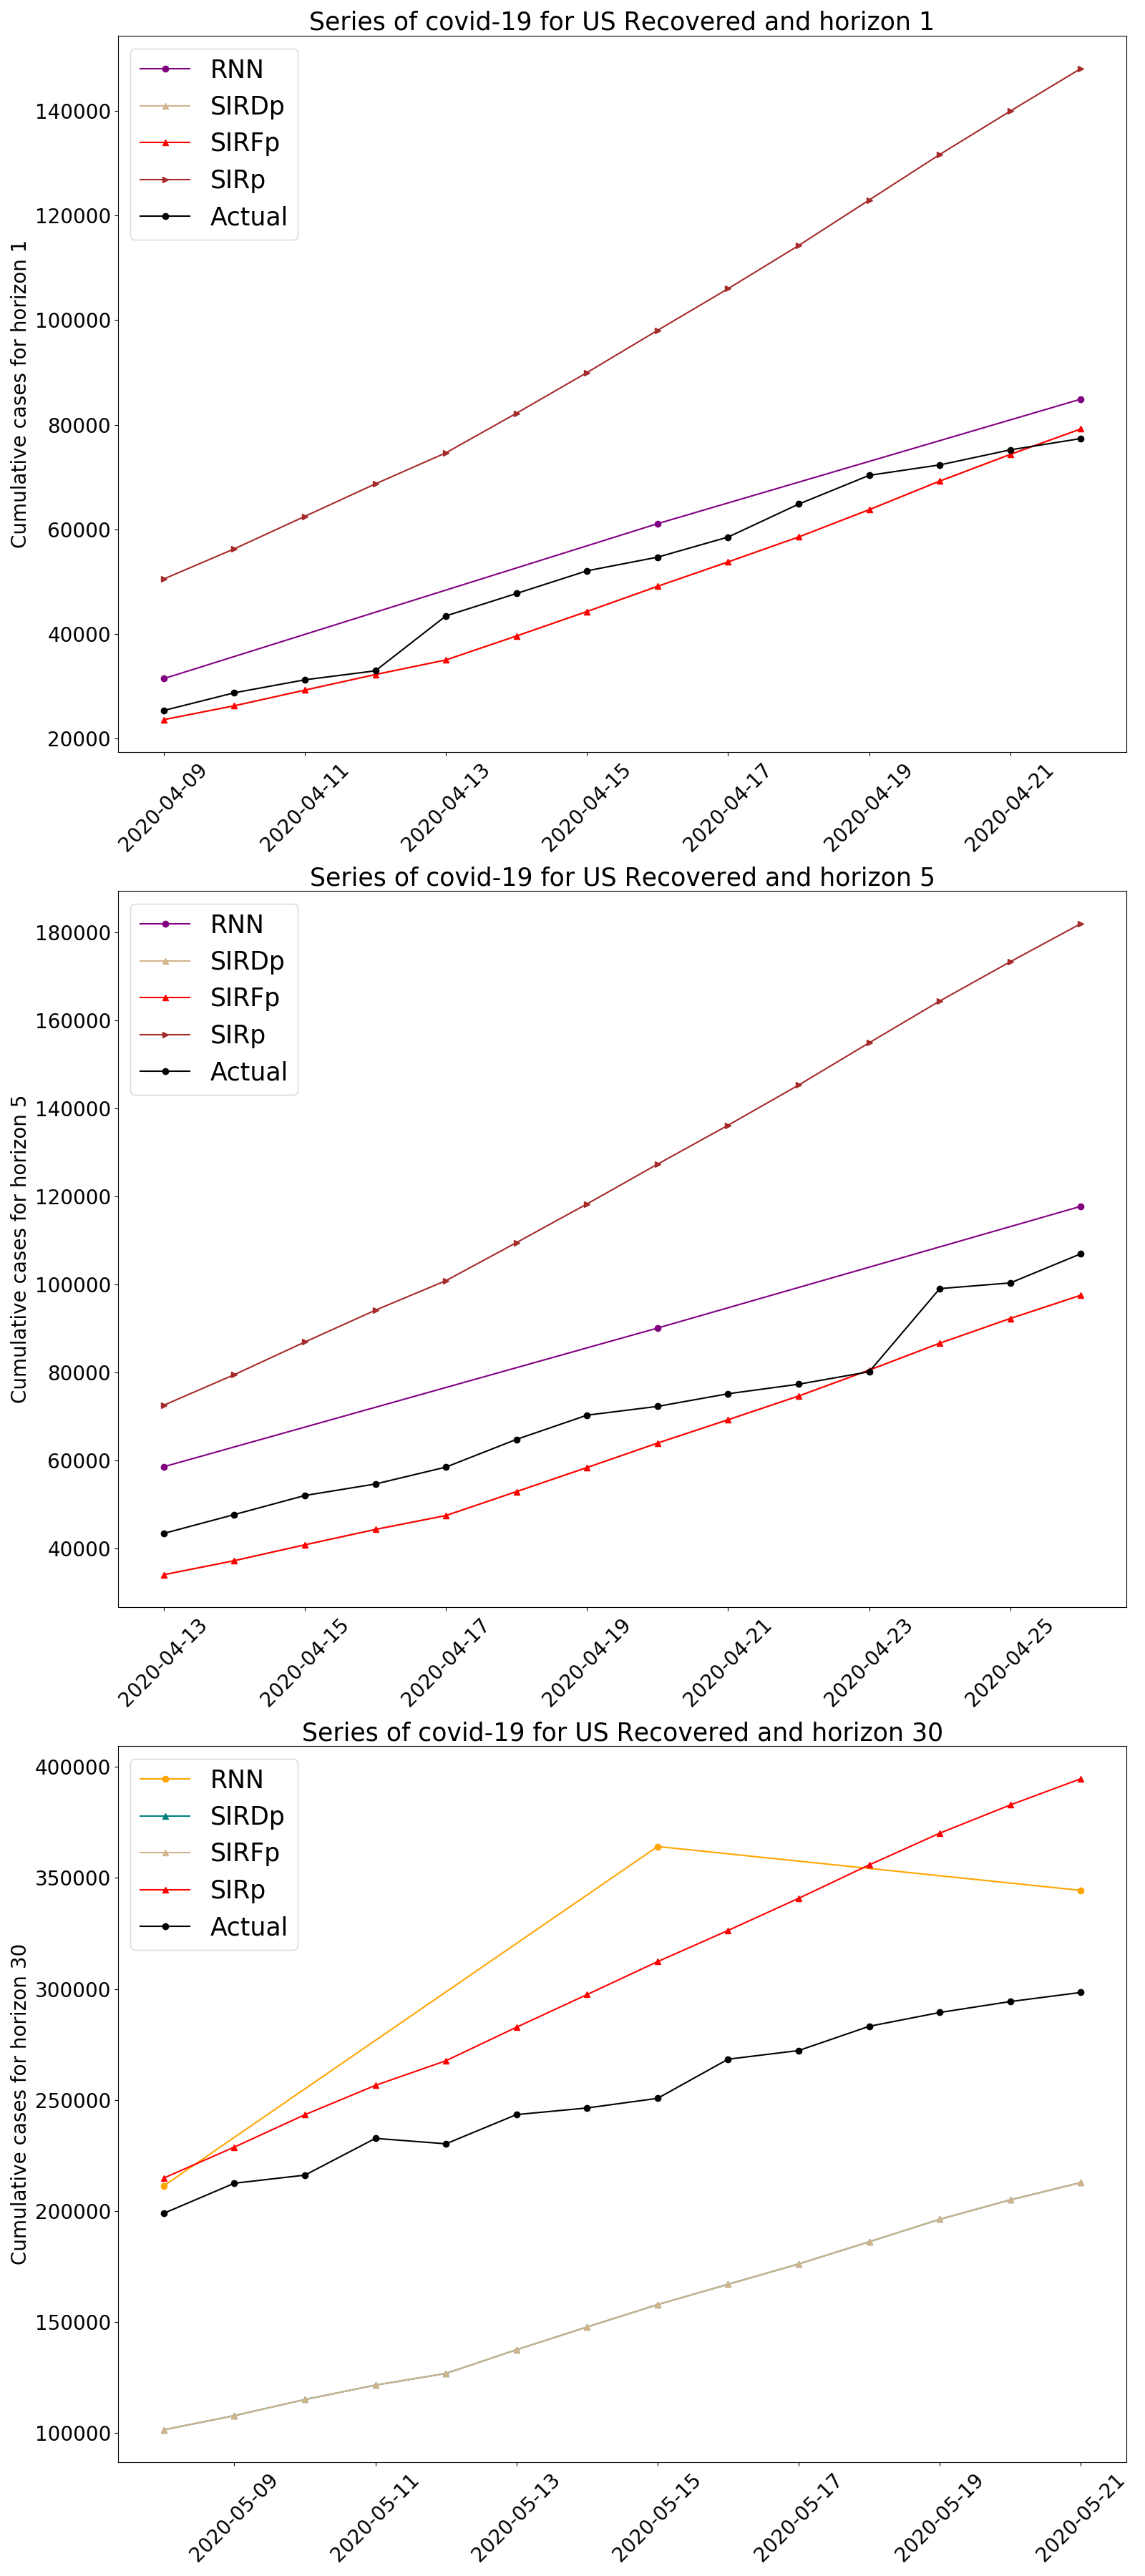 Series of covid-19 for US Recovered and horizon 1
RNN
SIRDp
SIRFp
SIRp
Actual
Cumulative cases for horizon 1
140000
120000
100000
80000
60000
40000
20000
2020-04-09
2020-04-11
2020-04-13
2020-04-15
2020-04-17
2020-04-19
2020-04-21
Series of covid-19 for US Recovered and horizon 5
RNN
SIRDp
SIRFp
SIRp
Actual
Cumulative cases for horizon 5
180000
160000
140000
120000
100000
80000
60000
40000
2020-04-13
2020-04-15
2020-04-17
2020-04-19
2020-04-21
2020-04-23
2020-04-25
Series of covid-19 for US Recovered and horizon 30
RNN
SIRDp
SIRFp
SIRp
Actual
Cumulative cases for horizon 30
400000
350000
300000
250000
200000
150000
100000
2020-05-09
2020-05-11
2020-05-13
2020-05-15
2020-05-17
2020-05-19
2020-05-21